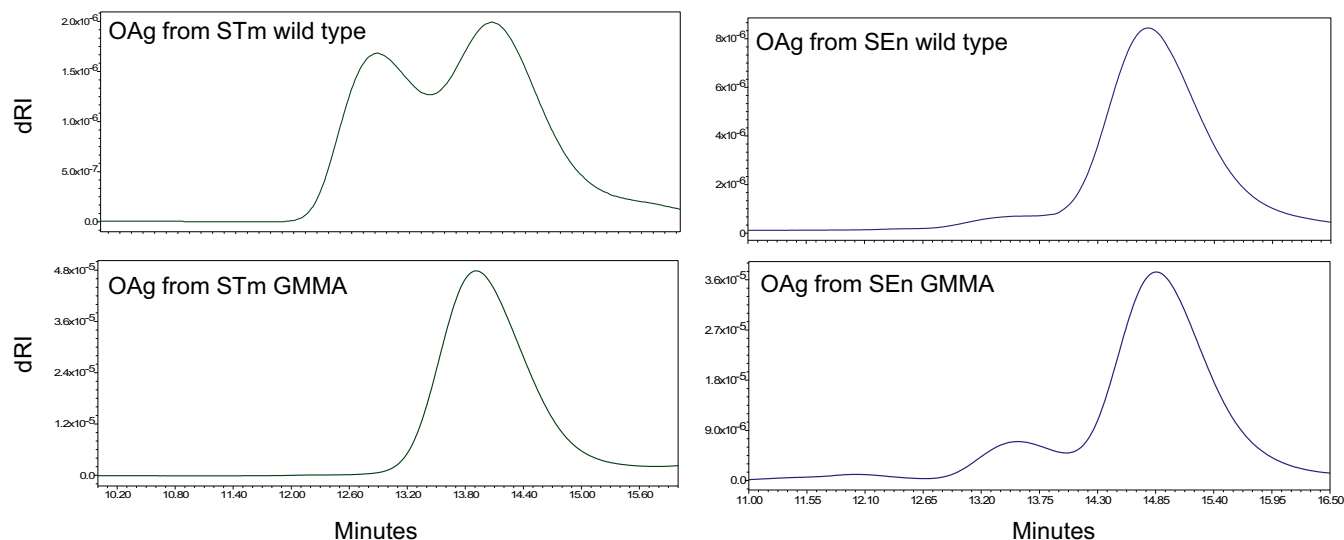 OAg from STm wild type
2.0x10-6
1.5x10-6
1.0x10-6
5.0x10-7
0.0
dRI
OAg from SEn wild type
8x10-6
6x10-6
4x10-6
2x10-6
0
OAg from STm GMMA
4.8x10-5
3.6x10-5
2.4x10-5
1.2x10-5
0.0
dRI
10.20 10.80 11.40 12.00 12.60 13.20 13.80 14.40 15.00 15.60
Minutes
OAg from SEn GMMA
3.6x10-5
2.7x10-5
1.8x10-5
9.0x10-6
0.0
11.00 11.55 12.10 12.65 13.20 13.75 14.30 14.85 15.40 15.95 16.50
Minutes